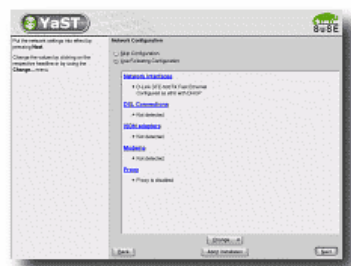 YaST
SuSE
Put the network settings into effect by
pressing Next.
Change the values by clicking on the
respective headline or by using the
Change... menu.
Network Configuration
Skip Configuration
Use Following Configuration
Network Interfaces
Fast Ethernet
Configured as eth0 with DHCP
DSL Connections
Not detected
ISDN adapters
Not detected
Modems
Not detected
Proxy
Proxy is disabled
Change...
Back
Abort Installation
Next